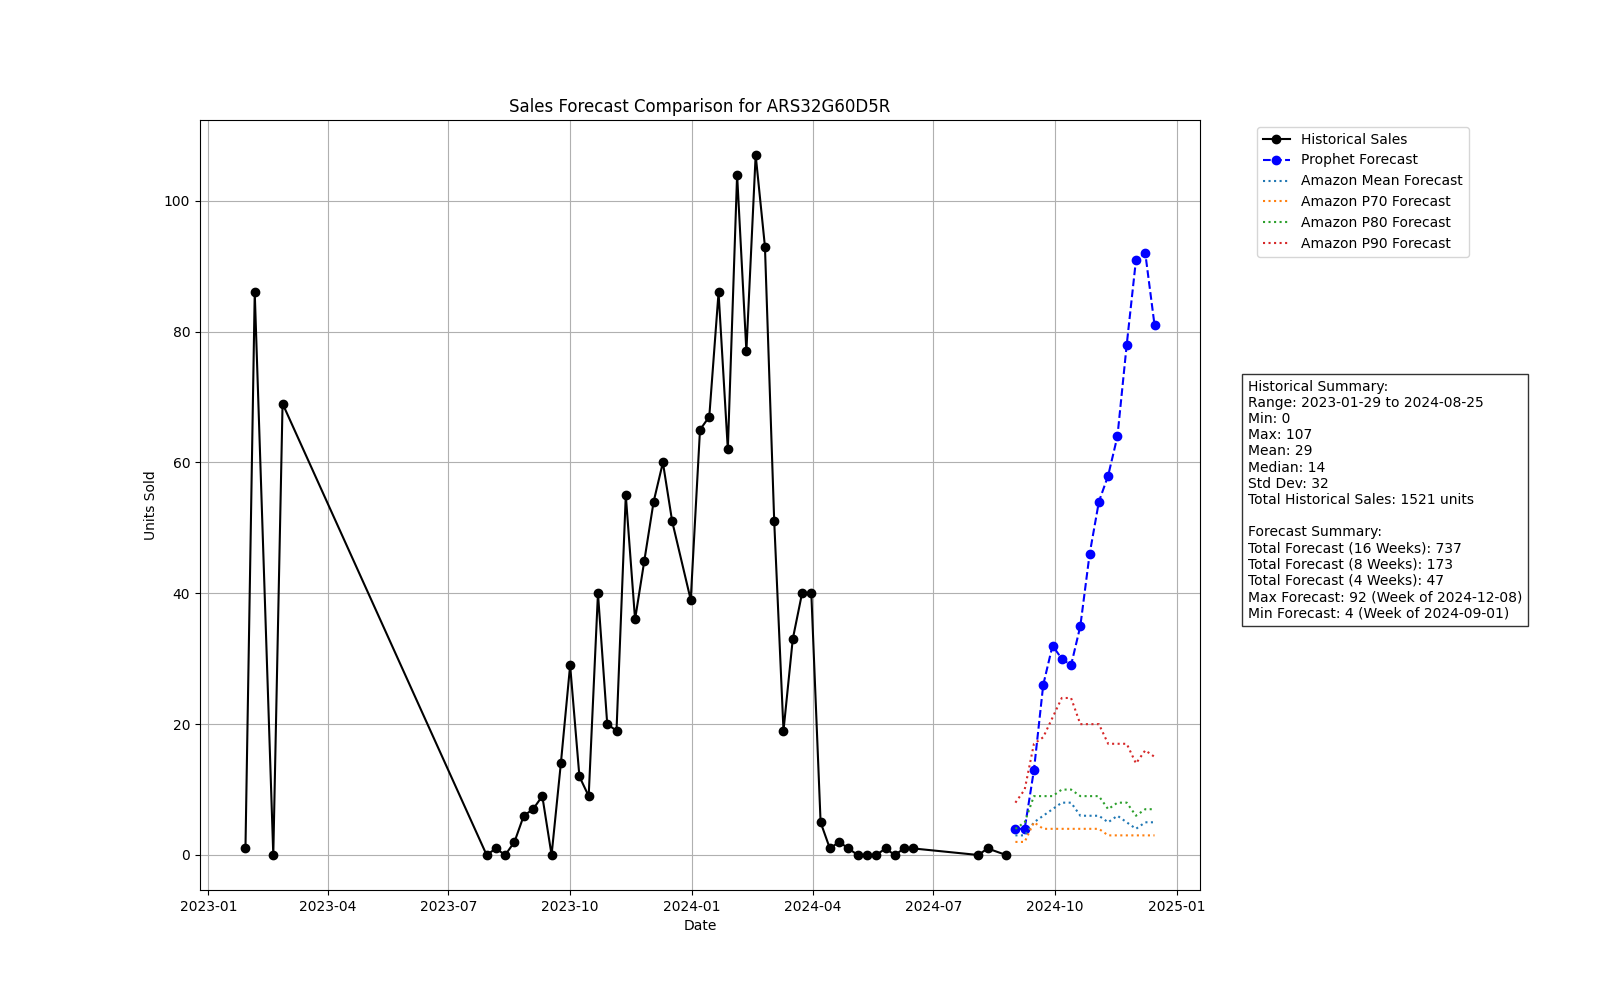 Sales Forecast Comparison for ARS32G60D5R
Historical Sales
Prophet Forecast
Amazon Mean Forecast
Amazon P70 Forecast
Amazon P80 Forecast
Amazon P90 Forecast
100
80
60
40
20
0
Units Sold
2023-01
2023-04
2023-07
2023-10
2024-01
2024-04
2024-07
2024-10
2025-01
Date
Historical Summary:
Range: 2023-01-29 to 2024-08-25
Min: 0
Max: 107
Mean: 29
Median: 14
Std Dev: 32
Total Historical Sales: 1521 units
Forecast Summary:
Total Forecast (16 Weeks): 737
Total Forecast (8 Weeks): 173
Total Forecast (4 Weeks): 47
Max Forecast: 92 (Week of 2024-12-08)
Min Forecast: 4 (Week of 2024-09-01)